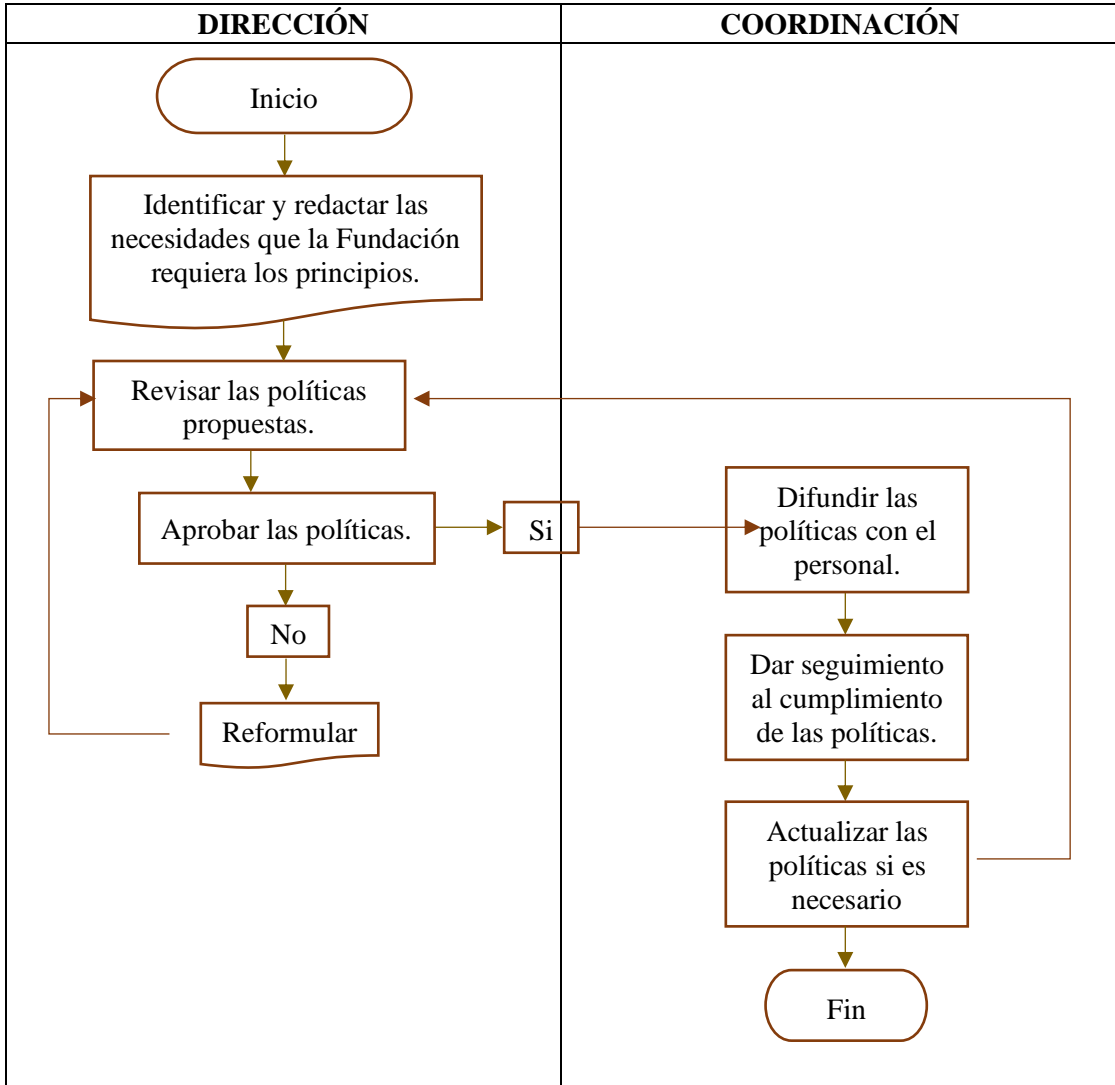 DIRECCIÓN
COORDINACIÓN
Inicio
Identificar y redactar las
necesidades que la Fundación
requiera los principios.
Revisar las políticas
propuestas.
Aprobar las políticas.
Si
No
Reformular
Difundir las
políticas con el
personal.
Dar seguimiento
al cumplimiento
de las políticas.
Actualizar las
políticas si es
necesario
Fin